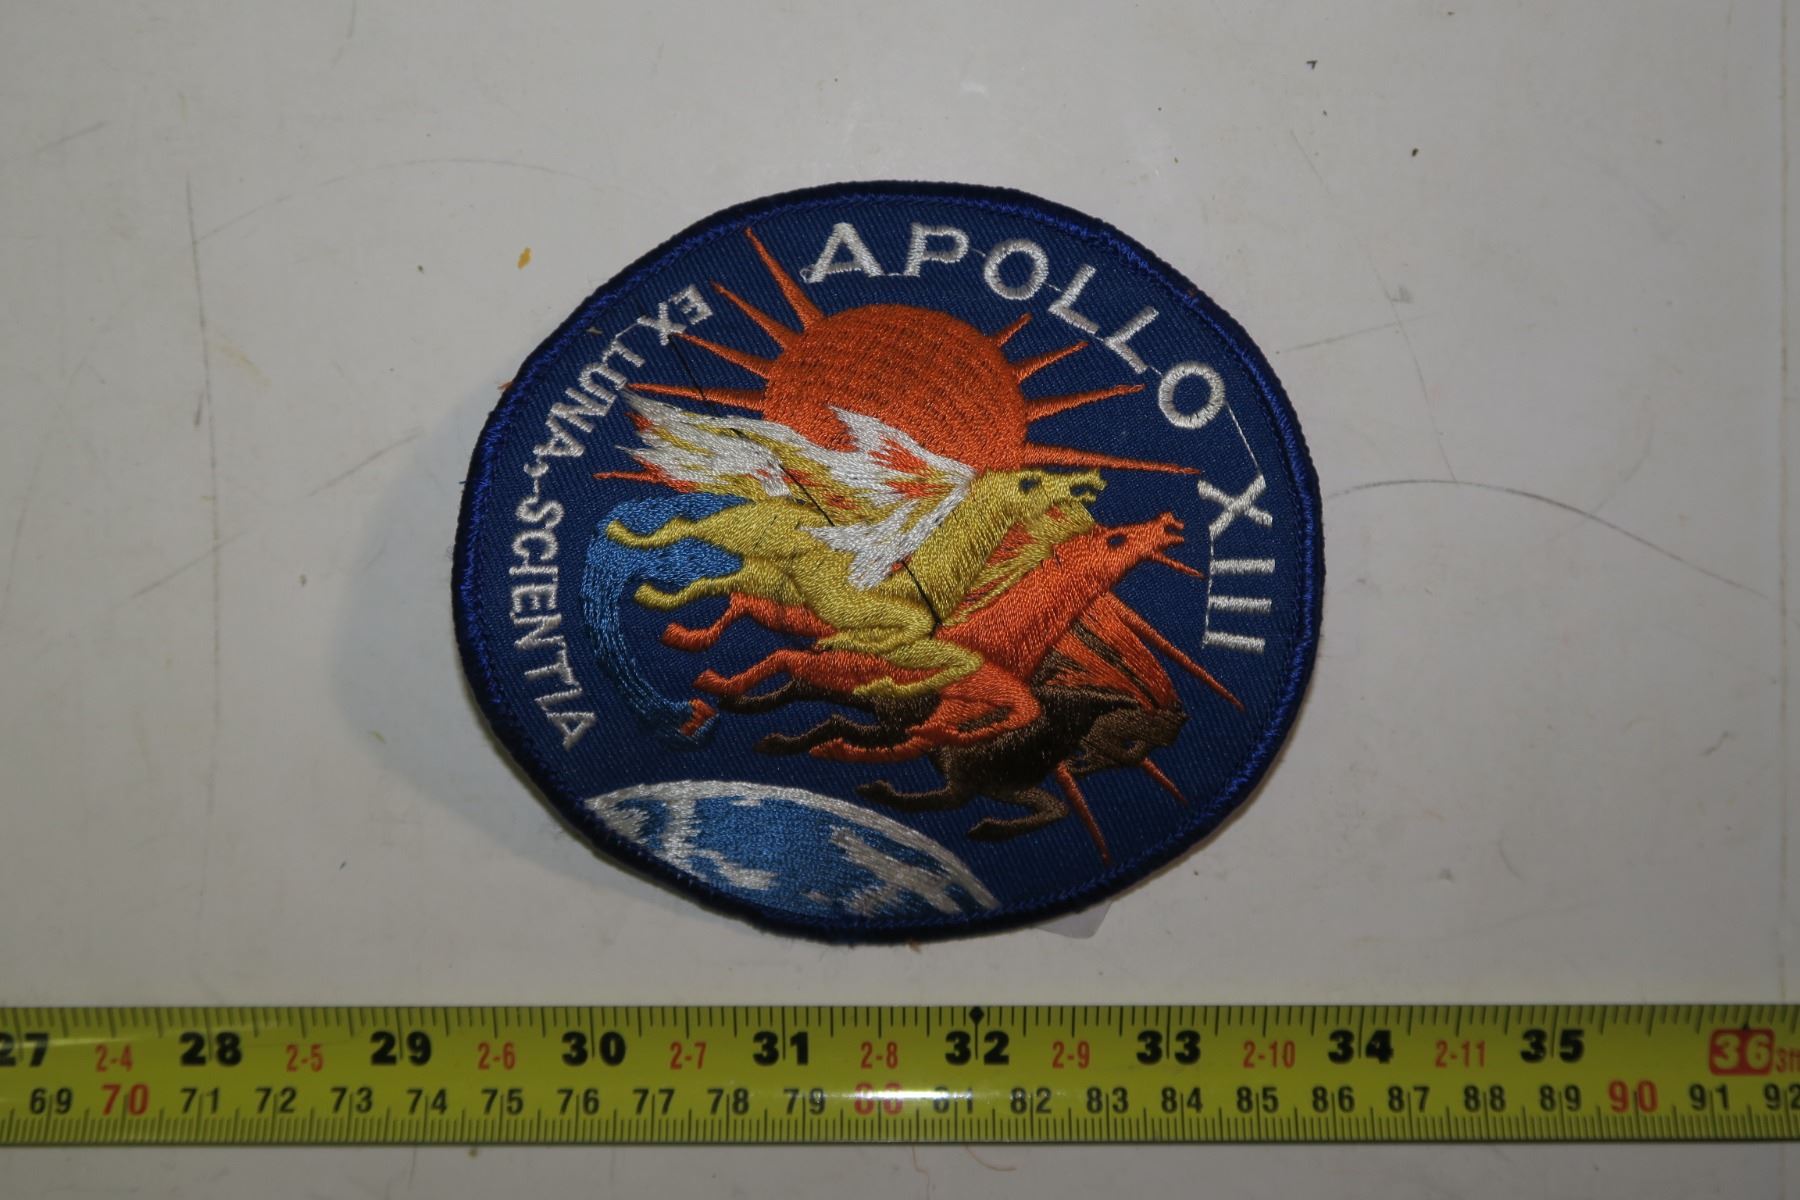 APOLLO XIII
EX LUNA, SCIENTIA
27 2-4 28 2-5 29 2-6 30 2-7 31 2-8 32 2-9 33 2-10 34 2-11 35 36 3ft
69 70 71 72 73 74 75 76 77 78 79 80 81 82 83 84 85 86 87 88 89 90 91 92